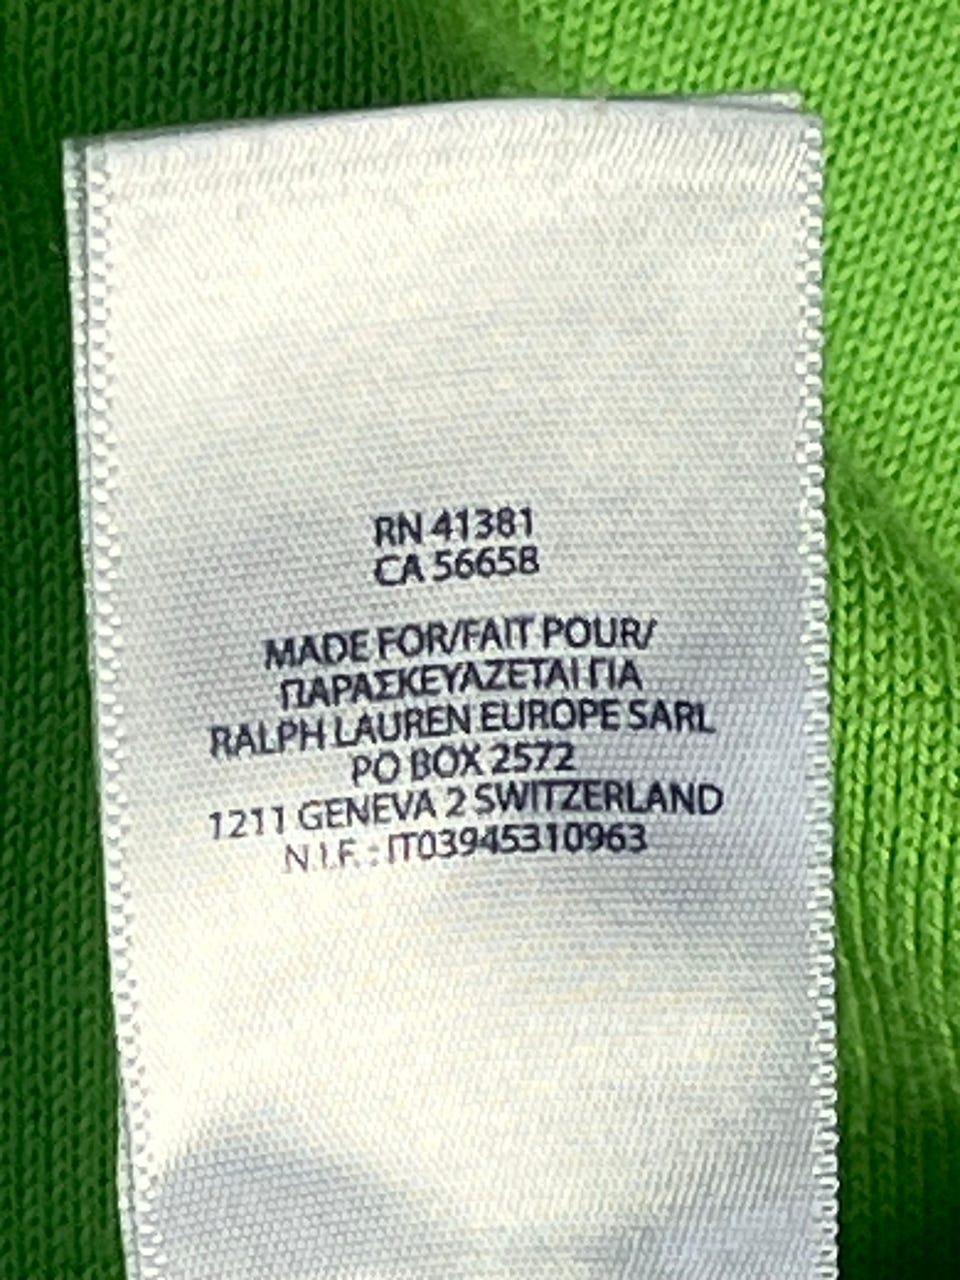 RN 41381
CA 56658
MADE FOR/FAIT POUR/
ΠΑΡΑΣΚΕΥΑΖΕΤΑΙ ΓΙΑ
RALPH LAUREN EUROPE SARL
PO BOX 2572
1211 GENEVA 2 SWITZERLAND
N.I.F. : IT03945310963